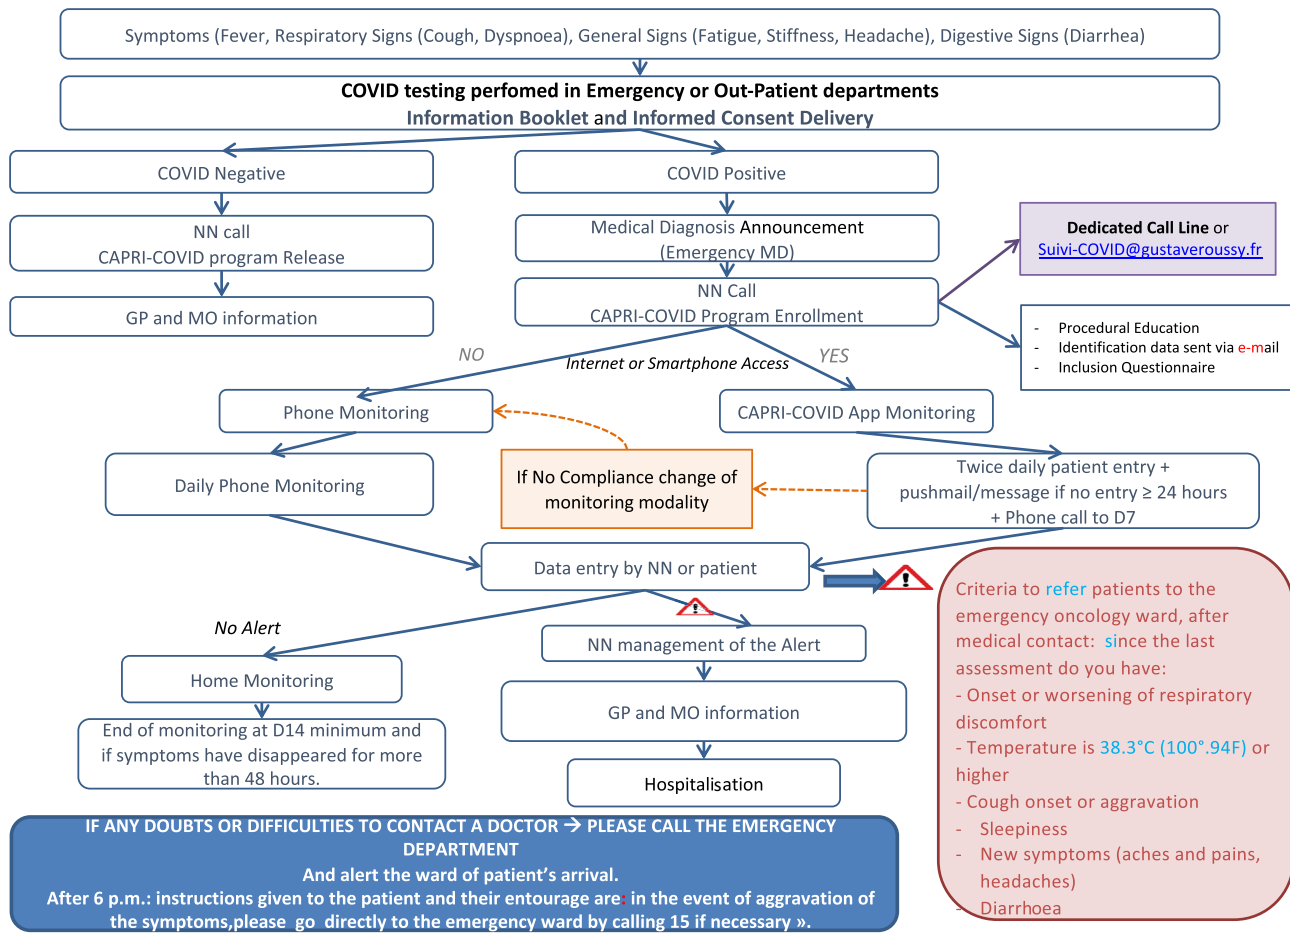 Symptoms (Fever, Respiratory Signs (Cough, Dyspnoea), General Signs (Fatigue, Stiffness, Headache), Digestive Signs (Diarrhea)
COVID testing perfomed in Emergency or Out-Patient departments
Information Booklet and Informed Consent Delivery
COVID Negative
COVID Positive
NN call
CAPRI-COVID program Release
Medical Diagnosis Announcement
(Emergency MD)
Dedicated Call Line or
Suivi-COVID@gustaveroussy.fr
GP and MO information
NN Call
CAPRI-COVID Program Enrollment
- Procedural Education
- Identification data sent via e-mail
- Inclusion Questionnaire
NO
Internet or Smartphone Access
YES
Phone Monitoring
CAPRI-COVID App Monitoring
Daily Phone Monitoring
If No Compliance change of
monitoring modality
Twice daily patient entry +
pushmail/message if no entry ≥ 24 hours
+ Phone call to D7
Data entry by NN or patient
!
!
No Alert
NN management of the Alert
Home Monitoring
GP and MO information
End of monitoring at D14 minimum and
if symptoms have disappeared for more
than 48 hours.
Hospitalisation
Criteria to refer patients to the
emergency oncology ward, after
medical contact: since the last
assessment do you have:
- Onset or worsening of respiratory
discomfort
- Temperature is 38.3°C (100°.94F) or
higher
- Cough onset or aggravation
- Sleepiness
- New symptoms (aches and pains,
headaches)
- Diarrhoea
IF ANY DOUBTS OR DIFFICULTIES TO CONTACT A DOCTOR → PLEASE CALL THE EMERGENCY
DEPARTMENT
And alert the ward of patient's arrival.
After 6 p.m.: instructions given to the patient and their entourage are: in the event of aggravation of
the symptoms,please go directly to the emergency ward by calling 15 if necessary ».